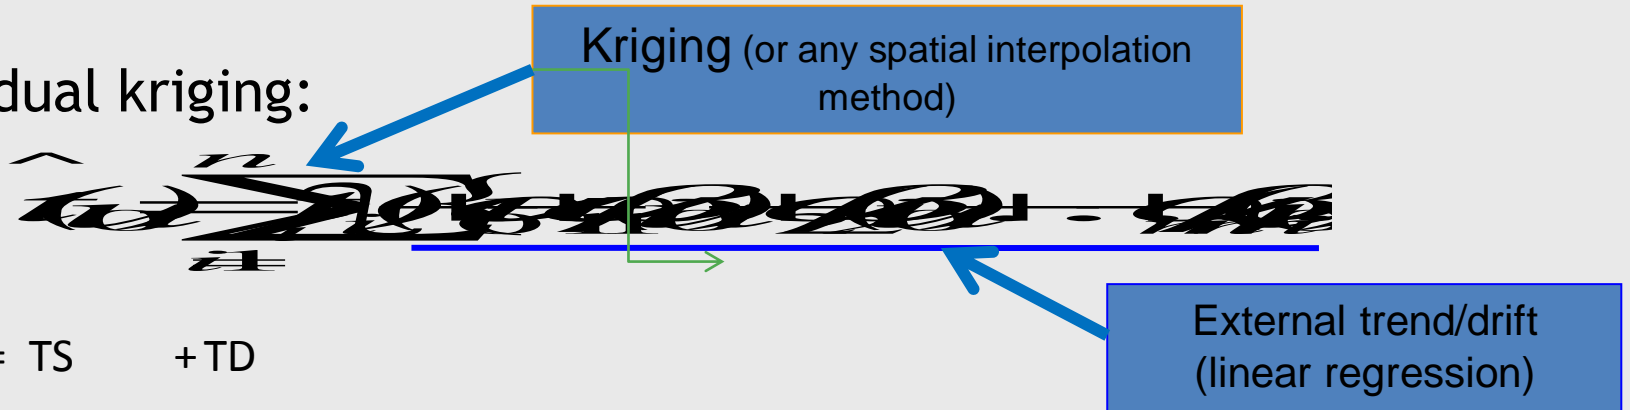 Kriging (or any spatial interpolation
method)
dual kriging:
External trend/drift
(linear regression)
= TS + TD